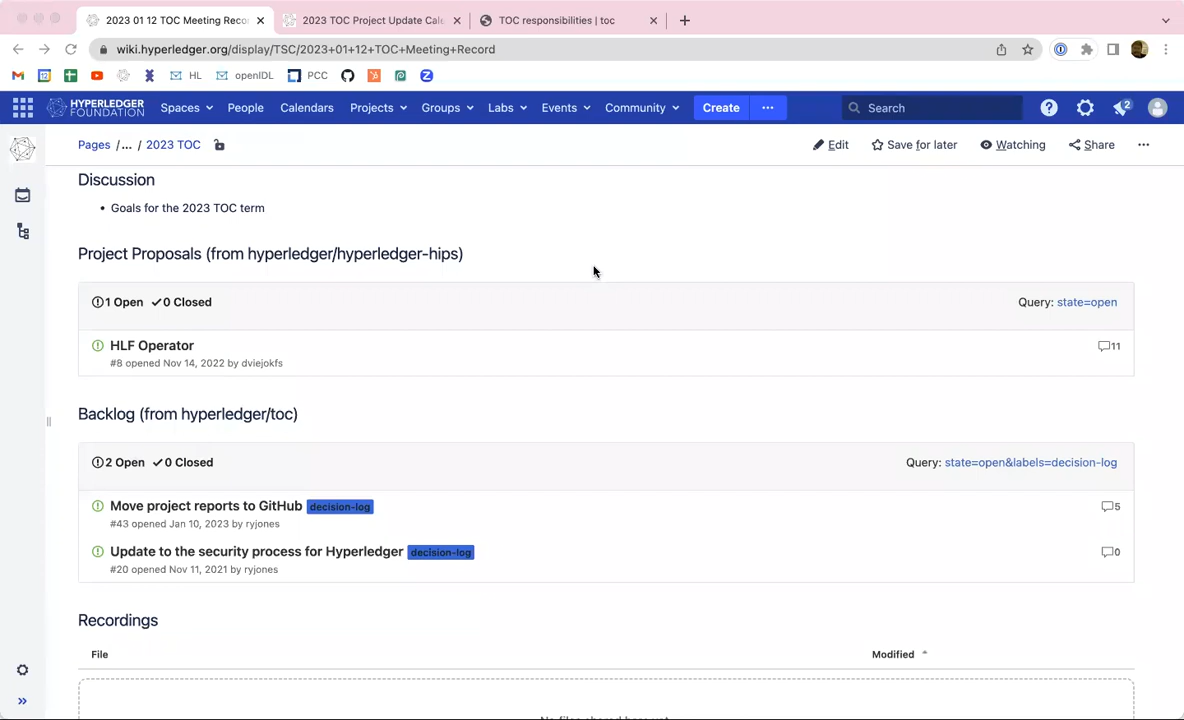 2023 01 12 TOC Meeting Reco
2023 TOC Project Update Cale
TOC responsibilities | toc
wiki.hyperledger.org/display/TSC/2023+01+12+TOC+Meeting+Record
HL
openIDL
PCC
HYPERLEDGER
FOUNDATION
Spaces
People
Calendars
Projects
Groups
Labs
Events
Community
Create
Search
2
Pages / ... / 2023 TOC
Edit
Save for later
Watching
Share
Discussion
• Goals for the 2023 TOC term
Project Proposals (from hyperledger/hyperledger-hips)
1 Open 0 Closed
Query: state=open
HLF Operator
11
#8 opened Nov 14, 2022 by dviejokfs
Backlog (from hyperledger/toc)
2 Open 0 Closed
Query: state=open&labels=decision-log
Move project reports to GitHub decision-log
5
#43 opened Jan 10, 2023 by ryjones
Update to the security process for Hyperledger decision-log
0
#20 opened Nov 11, 2021 by ryjones
Recordings
File
Modified